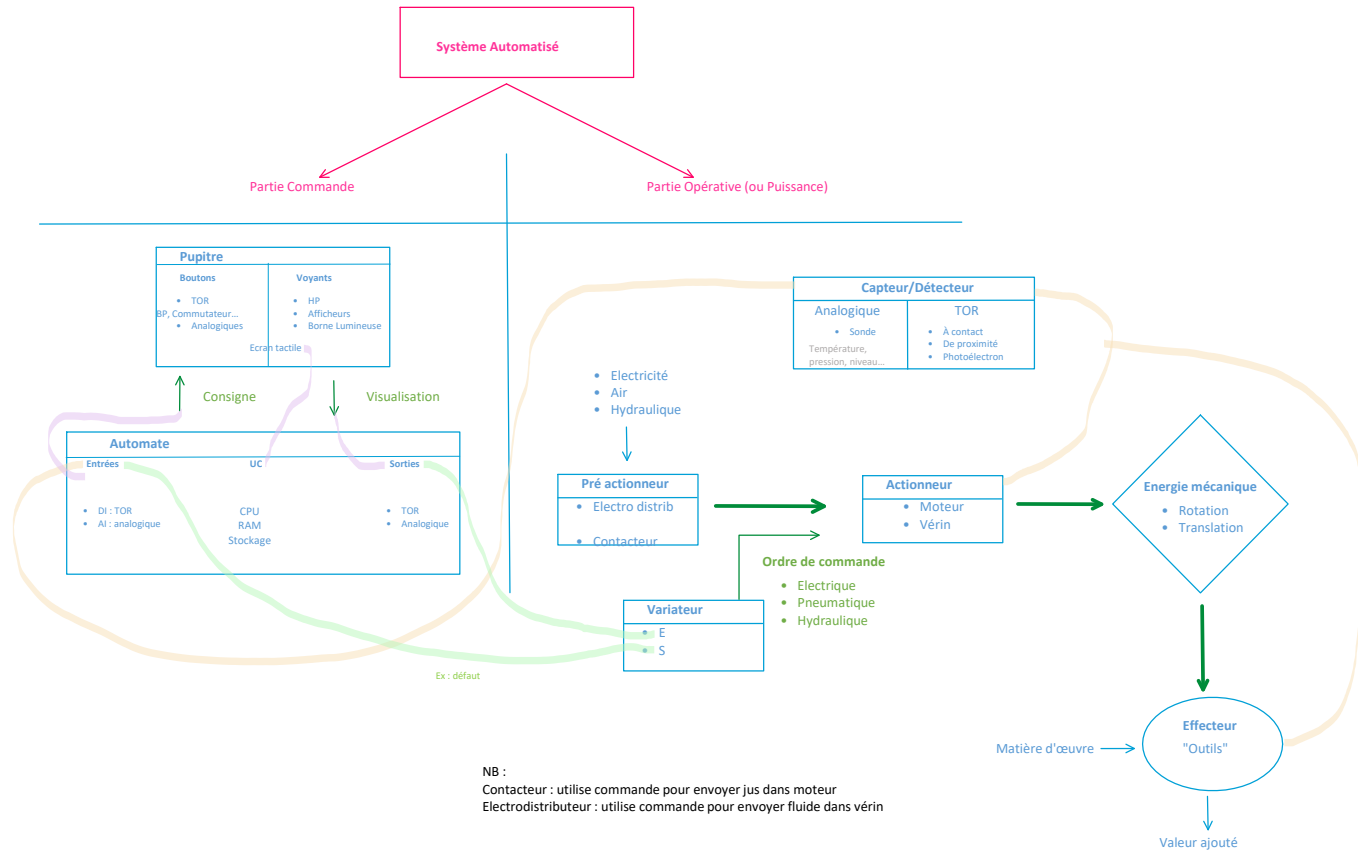 Système Automatisé
Partie Commande
Partie Opérative (ou Puissance)
Pupitre
Boutons
• TOR
BP, Commutateur...
• Analogiques
Voyants
• HP
• Afficheurs
• Borne Lumineuse
Ecran tactile
Consigne
Visualisation
Automate
Entrées
• DI : TOR
• AI : analogique
UC
CPU
RAM
Stockage
Sorties
• TOR
• Analogique
Capteur/Détecteur
Analogique
• Sonde
Température,
pression, niveau...
TOR
• À contact
• De proximité
• Photoélectron
• Electricité
• Air
• Hydraulique
Pré actionneur
• Electro distrib
• Contacteur
Actionneur
• Moteur
• Vérin
Energie mécanique
• Rotation
• Translation
Ordre de commande
• Electrique
• Pneumatique
• Hydraulique
Variateur
• E
• S
Ex : défaut
Effecteur
"Outils"
Matière d'œuvre
Valeur ajouté
NB :
Contacteur : utilise commande pour envoyer jus dans moteur
Electrodistributeur : utilise commande pour envoyer fluide dans vérin